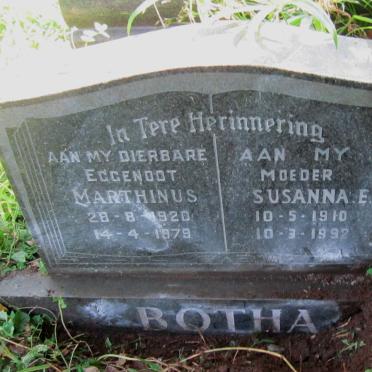 In Tere Herinnering
AAN MY DIERBARE
EGGENOOT
MARTHINUS
28-8-1920
14-4-1979
AAN MY
MOEDER
SUSANNA E.
10-5-1910
10-3-1992
BOTHA